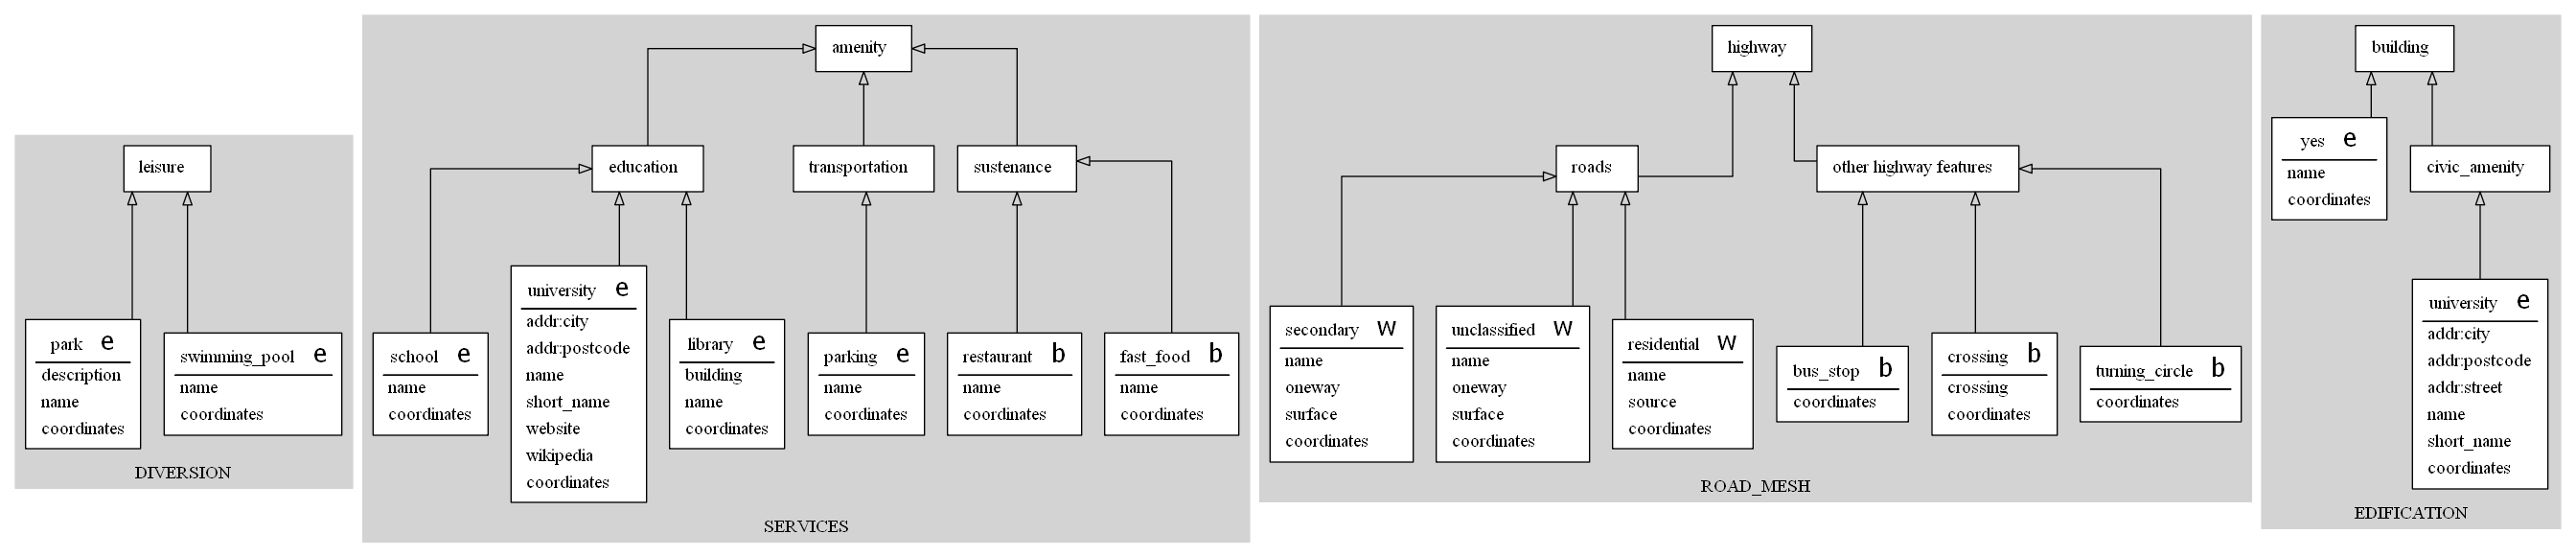 leisure
park e
description
name
coordinates
swimming_pool e
name
coordinates
DIVERSION
amenity
education
transportation
sustenance
school e
name
coordinates
university e
addr:city
addr:postcode
name
short_name
website
wikipedia
coordinates
library e
building
name
coordinates
parking e
name
coordinates
restaurant b
name
coordinates
fast_food b
name
coordinates
SERVICES
highway
roads
other highway features
secondary w
name
oneway
surface
coordinates
unclassified w
name
oneway
surface
coordinates
residential w
name
source
coordinates
bus_stop b
coordinates
crossing b
crossing
coordinates
turning_circle b
coordinates
ROAD_MESH
building
yes e
name
coordinates
civic_amenity
university e
addr:city
addr:postcode
addr:street
name
short_name
coordinates
EDIFICATION